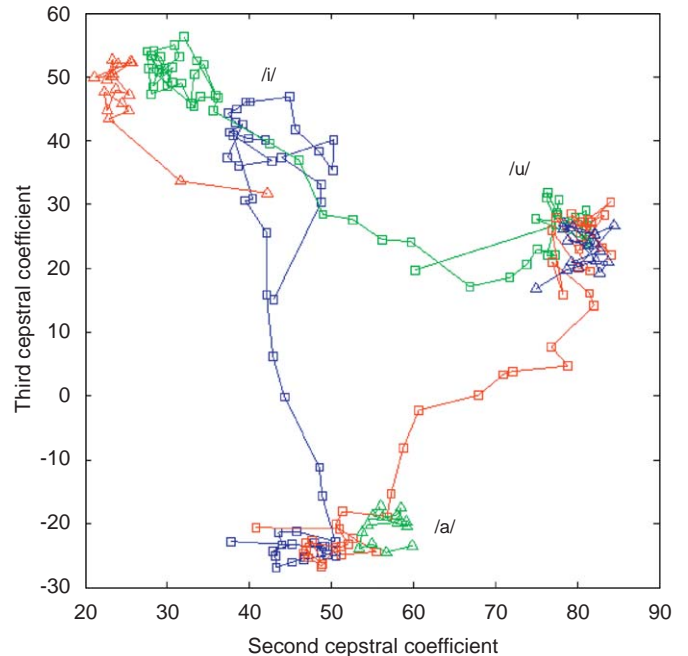 60
50
40
30
20
10
0
-10
-20
-30
Third cepstral coefficient
/i/
/u/
/a/
20 30 40 50 60 70 80 90
Second cepstral coefficient